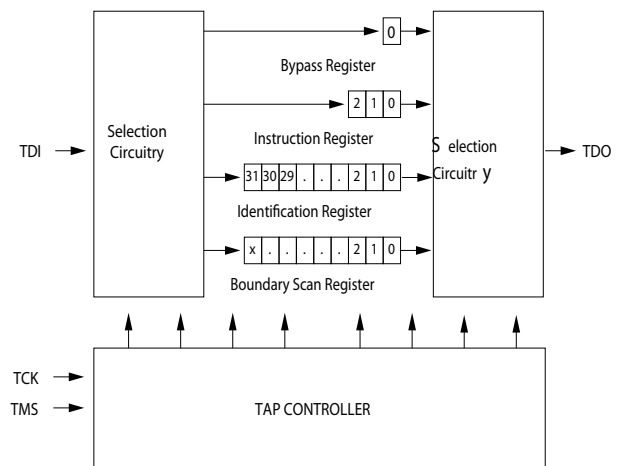 0
Bypass Register
2 1 0
Selection
Circuitry
Instruction Register
S election
Circuitr y
TDI
TDO
31 30 29 . . . 2 1 0
Identification Register
x . . . . . 2 1 0
Boundary Scan Register
TCK
TMS
TAP CONTROLLER